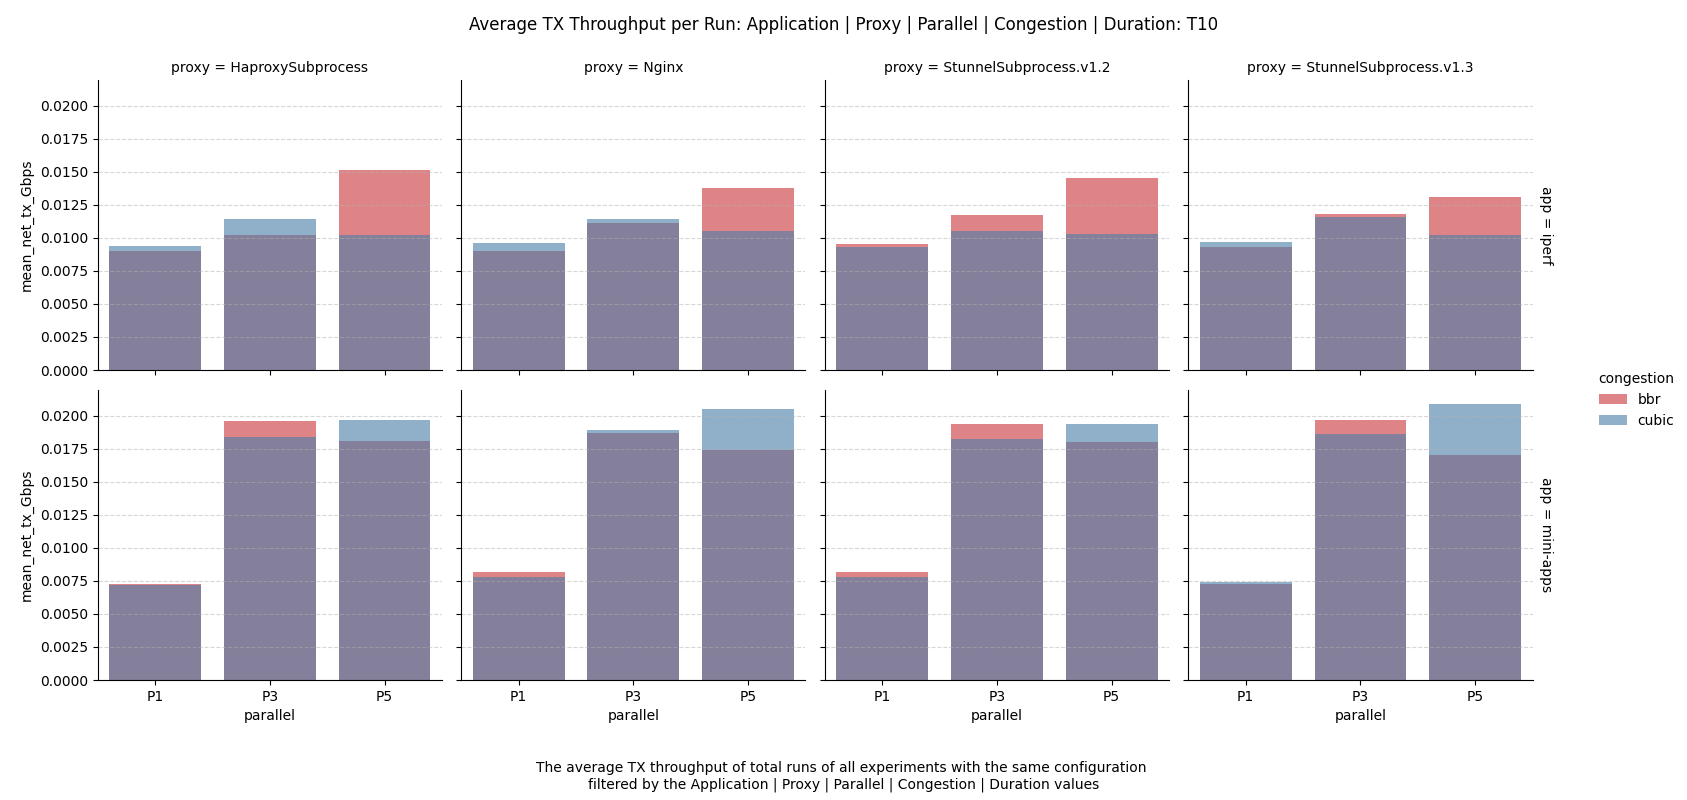 Average TX Throughput per Run: Application | Proxy | Parallel | Congestion | Duration: T10
proxy = HaproxySubprocess
proxy = Nginx
proxy = StunnelSubprocess.v1.2
proxy = StunnelSubprocess.v1.3
mean_net_tx_Gbps
0.0200
0.0175
0.0150
0.0125
0.0100
0.0075
0.0050
0.0025
0.0000
app = iperf
mean_net_tx_Gbps
0.0200
0.0175
0.0150
0.0125
0.0100
0.0075
0.0050
0.0025
0.0000
app = mini-apps
P1 P3 P5
parallel
P1 P3 P5
parallel
P1 P3 P5
parallel
P1 P3 P5
parallel
congestion
bbr
cubic
The average TX throughput of total runs of all experiments with the same configuration
filtered by the Application | Proxy | Parallel | Congestion | Duration values